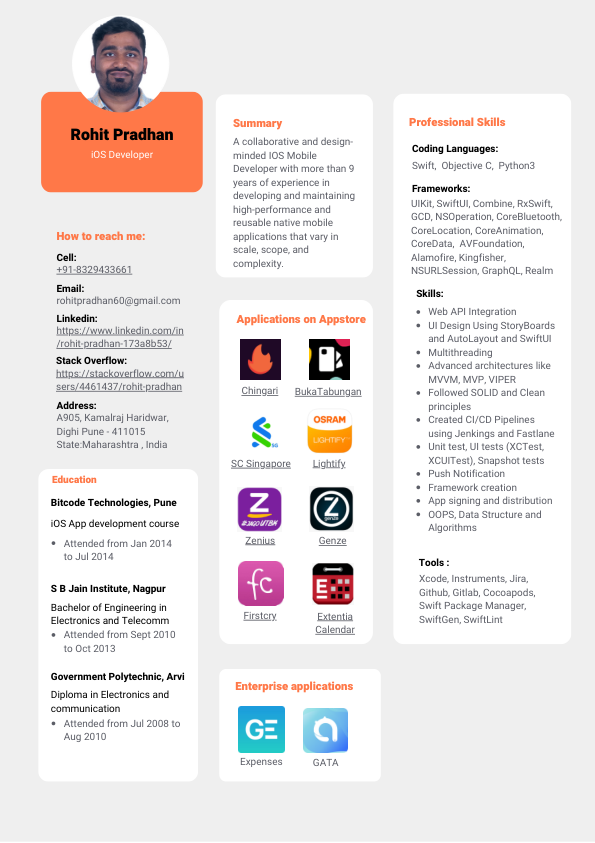 Rohit Pradhan
iOS Developer
How to reach me:
Cell:
+91-8329433661
Email:
rohitpradhan60@gmail.com
Linkedin:
https://www.linkedin.com/in
/rohit-pradhan-173a8b53/
Stack Overflow:
https://stackoverflow.com/u
sers/4461437/rohit-pradhan
Address:
A905, Kamalraj Haridwar,
Dighi Pune - 411015
State:Maharashtra , India
Education
Bitcode Technologies, Pune
iOS App development course
• Attended from Jan 2014
to Jul 2014
S B Jain Institute, Nagpur
Bachelor of Engineering in
Electronics and Telecomm
• Attended from Sept 2010
to Oct 2013
Government Polytechnic, Arvi
Diploma in Electronics and
communication
• Attended from Jul 2008 to
Aug 2010
Summary
A collaborative and design-
minded IOS Mobile
Developer with more than 9
years of experience in
developing and maintaining
high-performance and
reusable native mobile
applications that vary in
scale, scope, and
complexity.
Applications on Appstore
Chingari
BukaTabungan
SC Singapore
OSRAM
LIGHTIFY
Lightify
Z
#JAGO UTBK
Zenius
Z
genze
Genze
fc
Firstcry
Extentia
Calendar
Enterprise applications
GE
Expenses
GATA
Professional Skills
Coding Languages:
Swift, Objective C, Python3
Frameworks:
UIKit, SwiftUI, Combine, RxSwift,
GCD, NSOperation, CoreBluetooth,
CoreLocation, CoreAnimation,
CoreData, AVFoundation,
Alamofire, Kingfisher,
NSURLSession, GraphQL, Realm
Skills:
• Web API Integration
• UI Design Using StoryBoards
and AutoLayout and SwiftUI
• Multithreading
• Advanced architectures like
MVVM, MVP, VIPER
• Followed SOLID and Clean
principles
• Created CI/CD Pipelines
using Jenkings and Fastlane
• Unit test, UI tests (XCTest,
XCUITest), Snapshot tests
• Push Notification
• Framework creation
• App signing and distribution
• OOPS, Data Structure and
Algorithms
Tools :
Xcode, Instruments, Jira,
Github, Gitlab, Cocoapods,
Swift Package Manager,
SwiftGen, SwiftLint